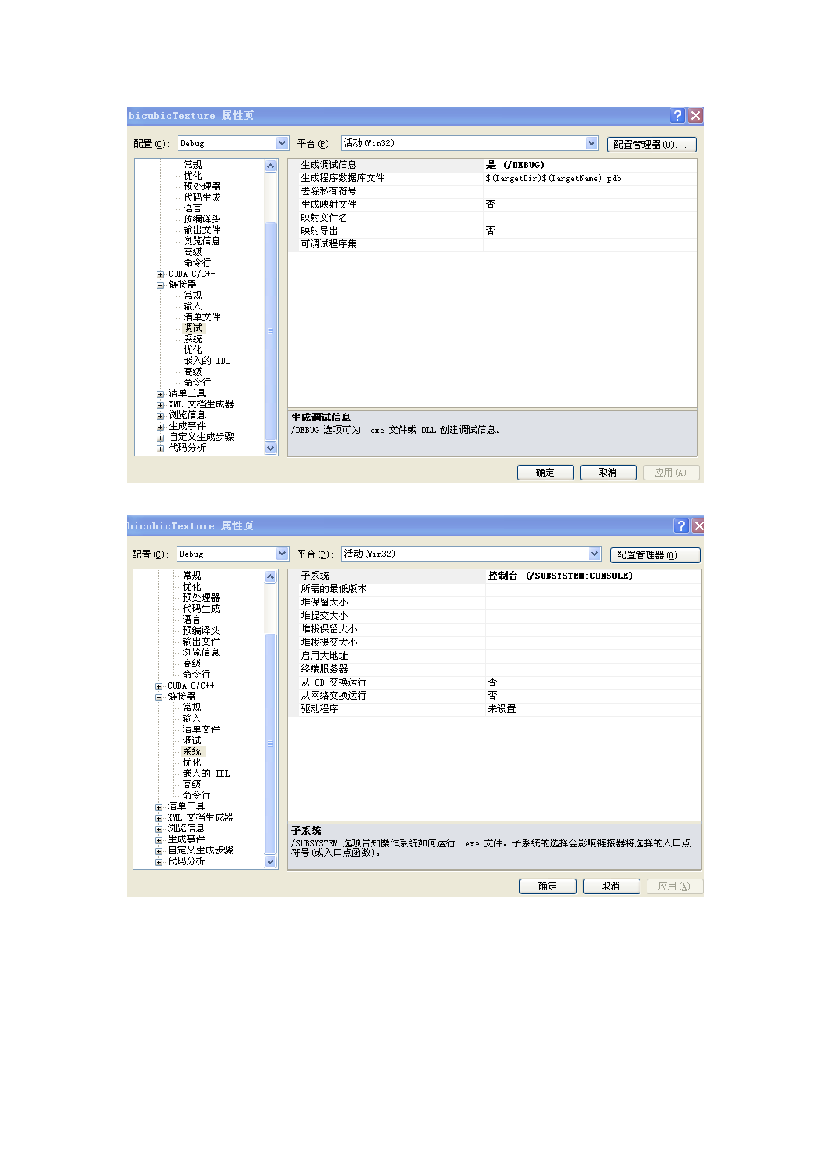 bicubicTexture 属性页
配置(C): Debug 平台(P): 活动(Win32) 配置管理器(O)...
常规
优化
预处理器
代码生成
语言
预编译头
输出文件
浏览信息
高级
命令行
CUDA C/C++
链接器
常规
输入
清单文件
调试
系统
优化
嵌入的 IDL
高级
命令行
清单工具
XML 文档生成器
浏览信息
生成事件
自定义生成步骤
代码分析
生成调试信息 是 (/DEBUG)
生成程序数据库文件 $(TargetDir)$(TargetName).pdb
去除私有符号
生成映射文件 否
映射文件名
映射导出 否
可调试程序集
生成调试信息
/DEBUG 选项可为 .exe 文件或 DLL 创建调试信息。
确定 取消 应用(A)
bicubicTexture 属性页
配置(C): Debug 平台(P): 活动(Win32) 配置管理器(O)
常规
优化
预处理器
代码生成
语言
预编译头
输出文件
浏览信息
高级
命令行
CUDA C/C++
链接器
常规
输入
清单文件
调试
系统
优化
嵌入的 IDL
高级
命令行
清单工具
XML 文档生成器
浏览信息
生成事件
自定义生成步骤
代码分析
子系统 控制台 (/SUBSYSTEM:CONSOLE)
所需的最低版本
堆保留大小
堆提交大小
堆栈保留大小
堆栈提交大小
启用大地址
终端服务器
从 CD 交换运行 否
从网络交换运行 否
驱动程序 未设置
子系统
/SUBSYSTEM 选项告知操作系统如何运行 .exe 文件。子系统的选择会影响链接器将选择的入口点
符号(或入口点函数)。
确定 取消 应用(A)